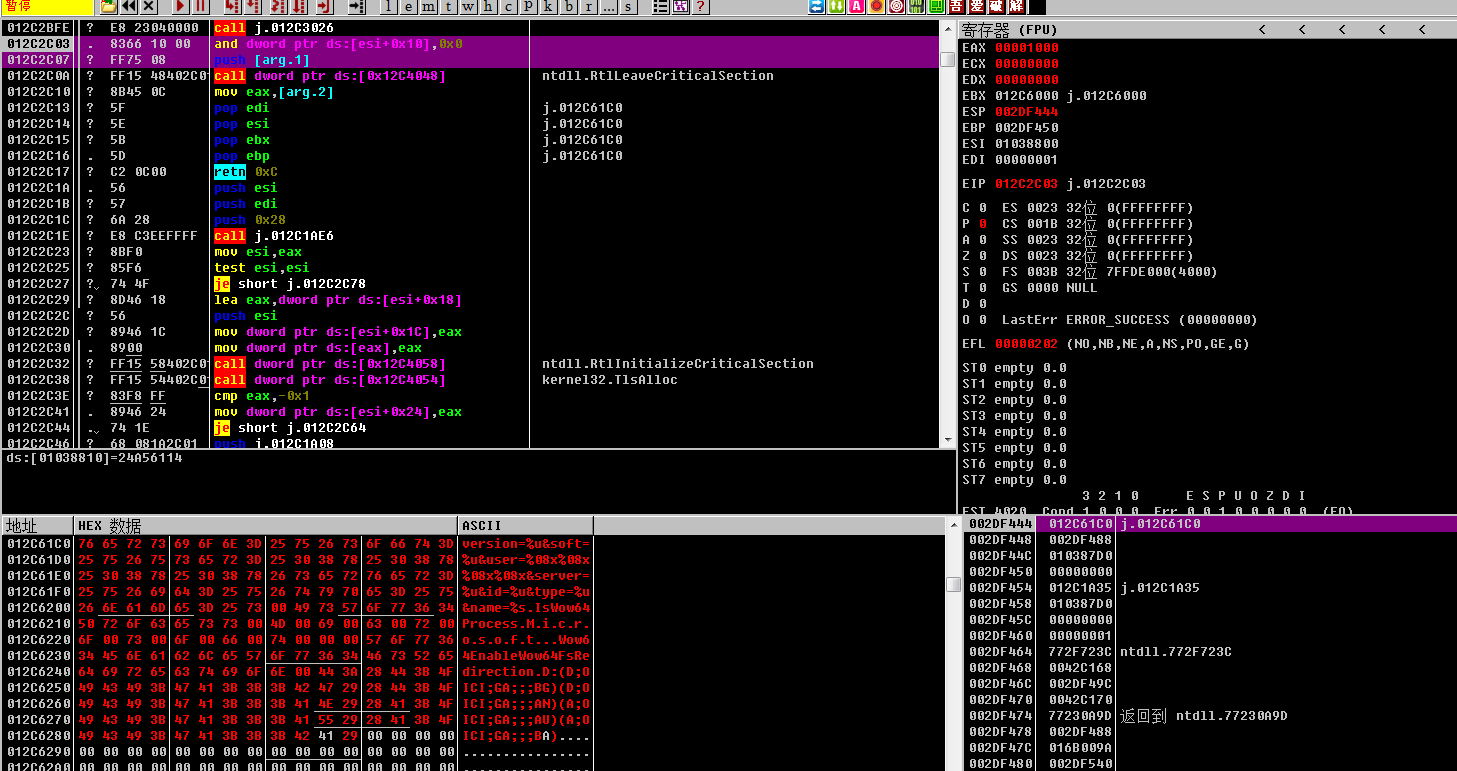 暂停 l e m t w h c p k b r ... s ? 吾 爱 破 解
012C2BFE ? E8 23040000 call j.012C3026
012C2C03 . 8366 10 00 and dword ptr ds:[esi+0x10],0x0
012C2C07 ? FF75 08 push [arg.1]
012C2C0A ? FF15 48402C0 call dword ptr ds:[0x12C4048] ntdll.RtlLeaveCriticalSection
012C2C10 ? 8B45 0C mov eax,[arg.2]
012C2C13 ? 5F pop edi j.012C61C0
012C2C14 ? 5E pop esi j.012C61C0
012C2C15 ? 5B pop ebx j.012C61C0
012C2C16 . 5D pop ebp j.012C61C0
012C2C17 ? C2 0C00 retn 0xC
012C2C1A . 56 push esi
012C2C1B ? 57 push edi
012C2C1C ? 6A 28 push 0x28
012C2C1E ? E8 C3EEFFFF call j.012C1AE6
012C2C23 ? 8BF0 mov esi,eax
012C2C25 ? 85F6 test esi,esi
012C2C27 ? 74 4F je short j.012C2C78
012C2C29 ? 8D46 18 lea eax,dword ptr ds:[esi+0x18]
012C2C2C ? 56 push esi
012C2C2D ? 8946 1C mov dword ptr ds:[esi+0x1C],eax
012C2C30 . 8900 mov dword ptr ds:[eax],eax
012C2C32 ? FF15 58402C0 call dword ptr ds:[0x12C4058] ntdll.RtlInitializeCriticalSection
012C2C38 ? FF15 54402C0 call dword ptr ds:[0x12C4054] kernel32.TlsAlloc
012C2C3E ? 83F8 FF cmp eax,-0x1
012C2C41 . 8946 24 mov dword ptr ds:[esi+0x24],eax
012C2C44 . 74 1E je short j.012C2C64
012C2C46 ? 68 081A2C01 push j.012C1A08
ds:[01038810]=24A56114
寄存器 (FPU) < < < < <
EAX 00001000
ECX 00000000
EDX 00000000
EBX 012C6000 j.012C6000
ESP 002DF444
EBP 002DF450
ESI 01038800
EDI 00000001
EIP 012C2C03 j.012C2C03
C 0 ES 0023 32位 0(FFFFFFFF)
P 0 CS 001B 32位 0(FFFFFFFF)
A 0 SS 0023 32位 0(FFFFFFFF)
Z 0 DS 0023 32位 0(FFFFFFFF)
S 0 FS 003B 32位 7FFDE000(4000)
T 0 GS 0000 NULL
D 0
O 0 LastErr ERROR_SUCCESS (00000000)
EFL 00000202 (NO,NB,NE,A,NS,PO,GE,G)
ST0 empty 0.0
ST1 empty 0.0
ST2 empty 0.0
ST3 empty 0.0
ST4 empty 0.0
ST5 empty 0.0
ST6 empty 0.0
ST7 empty 0.0
3 2 1 0 E S P U O Z D I
FST 4020 Cond 1 0 0 0 Err 0 0 1 0 0 0 0 0 (EQ)
地址 HEX 数据 ASCII
012C61C0 76 65 72 73 69 6F 6E 3D 25 75 26 73 6F 66 74 3D version=%u&soft=
012C61D0 25 75 26 75 73 65 72 3D 25 30 38 78 25 30 38 78 %u&user=%08x%08x
012C61E0 25 30 38 78 25 30 38 78 26 73 65 72 76 65 72 3D %08x%08x&server=
012C61F0 25 75 26 69 64 3D 25 75 26 74 79 70 65 3D 25 75 %u&id=%u&type=%u
012C6200 26 6E 61 6D 65 3D 25 73 00 49 73 57 6F 77 36 34 &name=%s.IsWow64
012C6210 50 72 6F 63 65 73 73 00 4D 00 69 00 63 00 72 00 Process.M.i.c.r.
012C6220 6F 00 73 00 6F 00 66 00 74 00 00 00 57 6F 77 36 o.s.o.f.t...Wow6
012C6230 34 45 6E 61 62 6C 65 57 6F 77 36 34 46 73 52 65 4EnableWow64FsRe
012C6240 64 69 72 65 63 74 69 6F 6E 00 44 3A 28 44 3B 4F direction.D:(D;O
012C6250 49 43 49 3B 47 41 3B 3B 3B 42 47 29 28 44 3B 4F ICI;GA;;;BG)(D;O
012C6260 49 43 49 3B 47 41 3B 3B 3B 41 4E 29 28 41 3B 4F ICI;GA;;;AN)(A;O
012C6270 49 43 49 3B 47 41 3B 3B 3B 41 55 29 28 41 3B 4F ICI;GA;;;AU)(A;O
012C6280 49 43 49 3B 47 41 3B 3B 3B 42 41 29 00 00 00 00 ICI;GA;;;BA)....
012C6290 00 00 00 00 00 00 00 00 00 00 00 00 00 00 00 00 ................
012C62A0 00 00 00 00 00 00 00 00 00 00 00 00 00 00 00 00 ................
002DF444 012C61C0 j.012C61C0
002DF448 002DF488
002DF44C 010387D0
002DF450 00000000
002DF454 012C1A35 j.012C1A35
002DF458 010387D0
002DF45C 00000000
002DF460 00000001
002DF464 772F723C ntdll.772F723C
002DF468 0042C168
002DF46C 002DF49C
002DF470 0042C170
002DF474 77230A9D 返回到 ntdll.77230A9D
002DF478 002DF488
002DF47C 016B009A
002DF480 002DF540